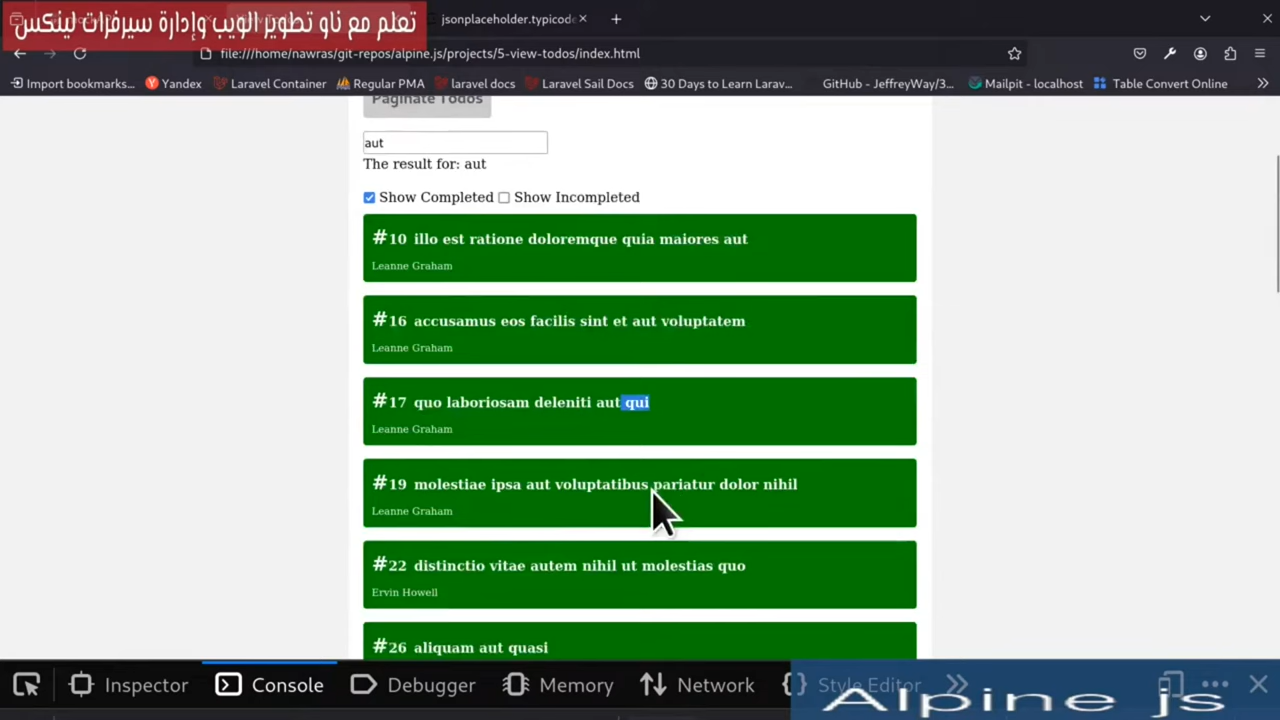 تعلم مع ناو تطوير الويب وإدارة سيرفرات لينكس
jsonplaceholder.typicode
file:///home/nawras/git-repos/alpine.js/projects/5-view-todos/index.html
Import bookmarks... Yandex Laravel Container Regular PMA laravel docs Laravel Sail Docs 30 Days to Learn Larav... GitHub - JeffreyWay/3... Mailpit - localhost Table Convert Online
Paginate Todos
aut
The result for: aut
Show Completed Show Incompleted
#10 illo est ratione doloremque quia maiores aut
Leanne Graham
#16 accusamus eos facilis sint et aut voluptatem
Leanne Graham
#17 quo laboriosam deleniti aut qui
Leanne Graham
#19 molestiae ipsa aut voluptatibus pariatur dolor nihil
Leanne Graham
#22 distinctio vitae autem nihil ut molestias quo
Ervin Howell
#26 aliquam aut quasi
Inspector Console Debugger Memory Network Style Editor
Alpine js